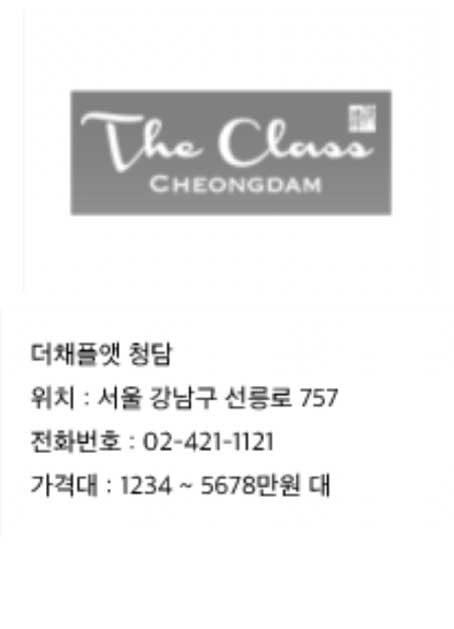 The Class
CHEONGDAM
더채플앳 청담
위치 : 서울 강남구 선릉로 757
전화번호 : 02-421-1121
가격대 : 1234 ~ 5678만원 대